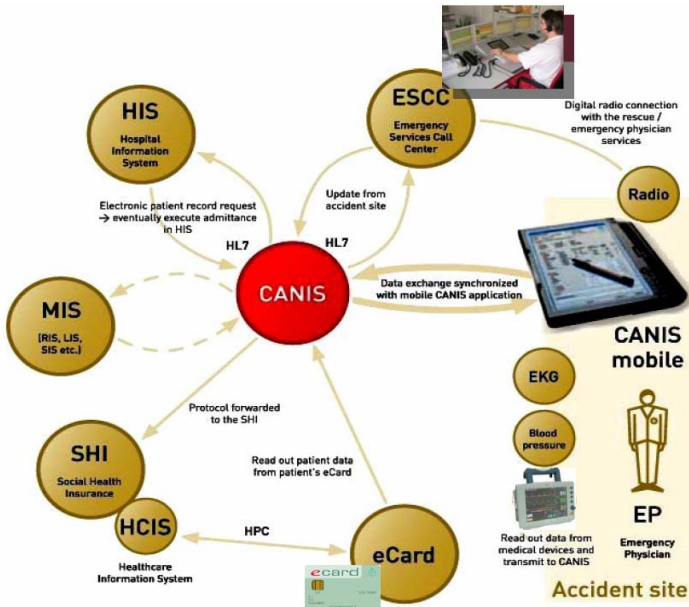 HIS
Hospital
Information
System
ESCC
Emergency
Services Call
Center
Digital radio connection
with the rescue /
emergency physician
services
Radio
Electronic patient record request
→ eventually execute admittance
in HIS
HL7
Update from
accident site
HL7
CANIS
Data exchange synchronized
with mobile CANIS application
MIS
(RIS, LIS,
SIS etc.)
CANIS
mobile
EKG
Blood
pressure
Protocol forwarded
to the SHI
SHI
Social Health
Insurance
Read out patient data
from patient's eCard
HCIS
Healthcare
Information System
HPC
eCard
ecard
Read out data from
medical devices and
transmit to CANIS
EP
Emergency
Physician
Accident site